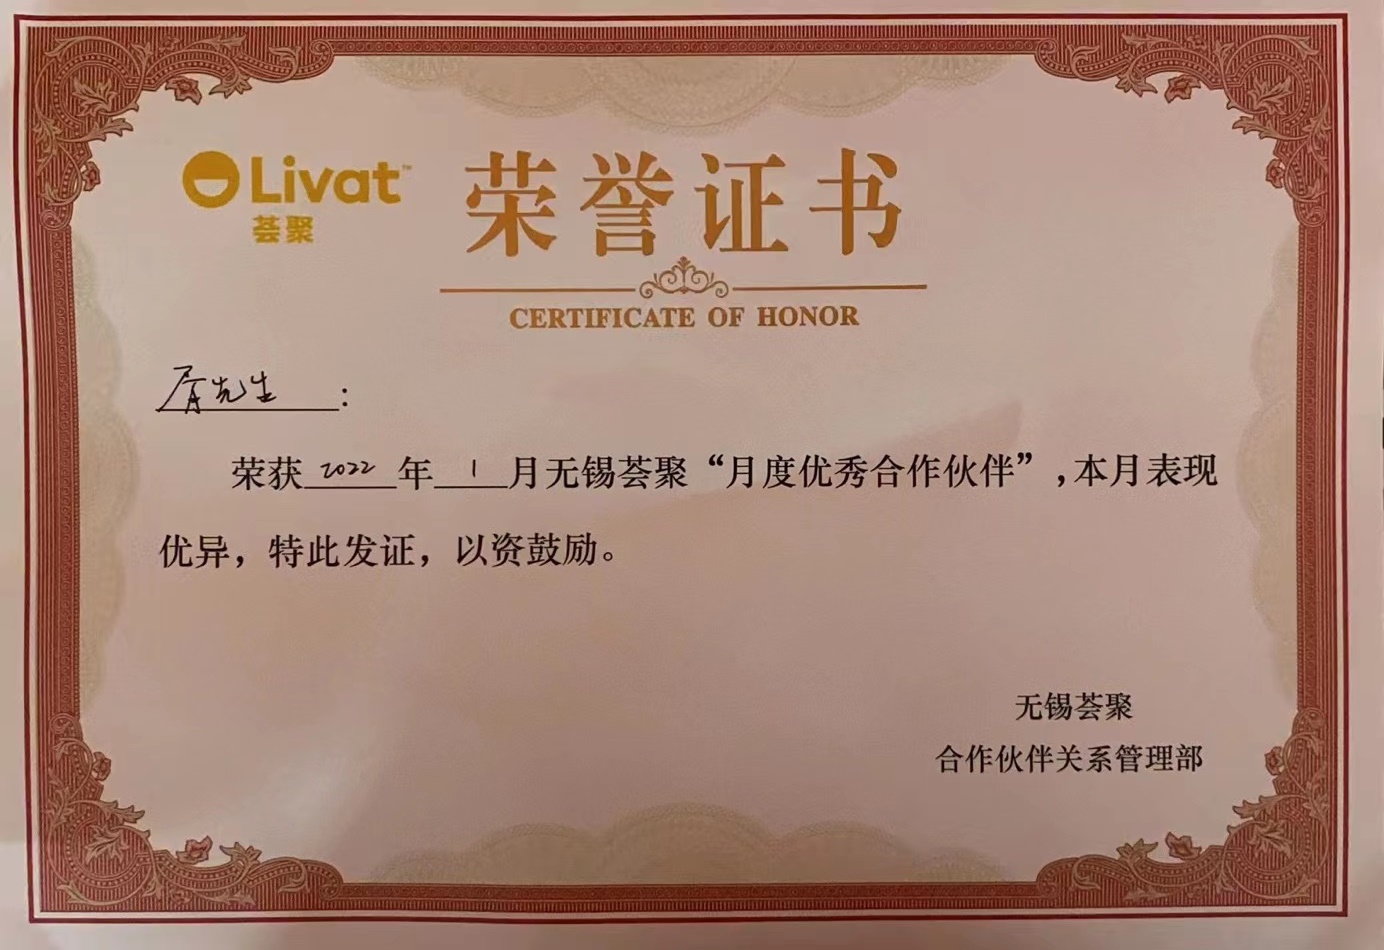 Livat™
荟聚
荣誉证书
CERTIFICATE OF HONOR
先生：
荣获2022年1月无锡荟聚“月度优秀合作伙伴”，本月表现
优异，特此发证，以资鼓励。
无锡荟聚
合作伙伴关系管理部